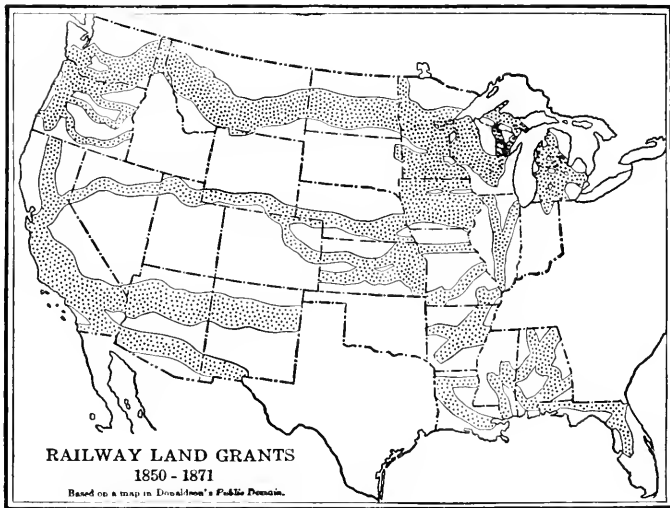 RAILWAY LAND GRANTS
1850 - 1871
Based on a map in Donaldson's Public Domain.